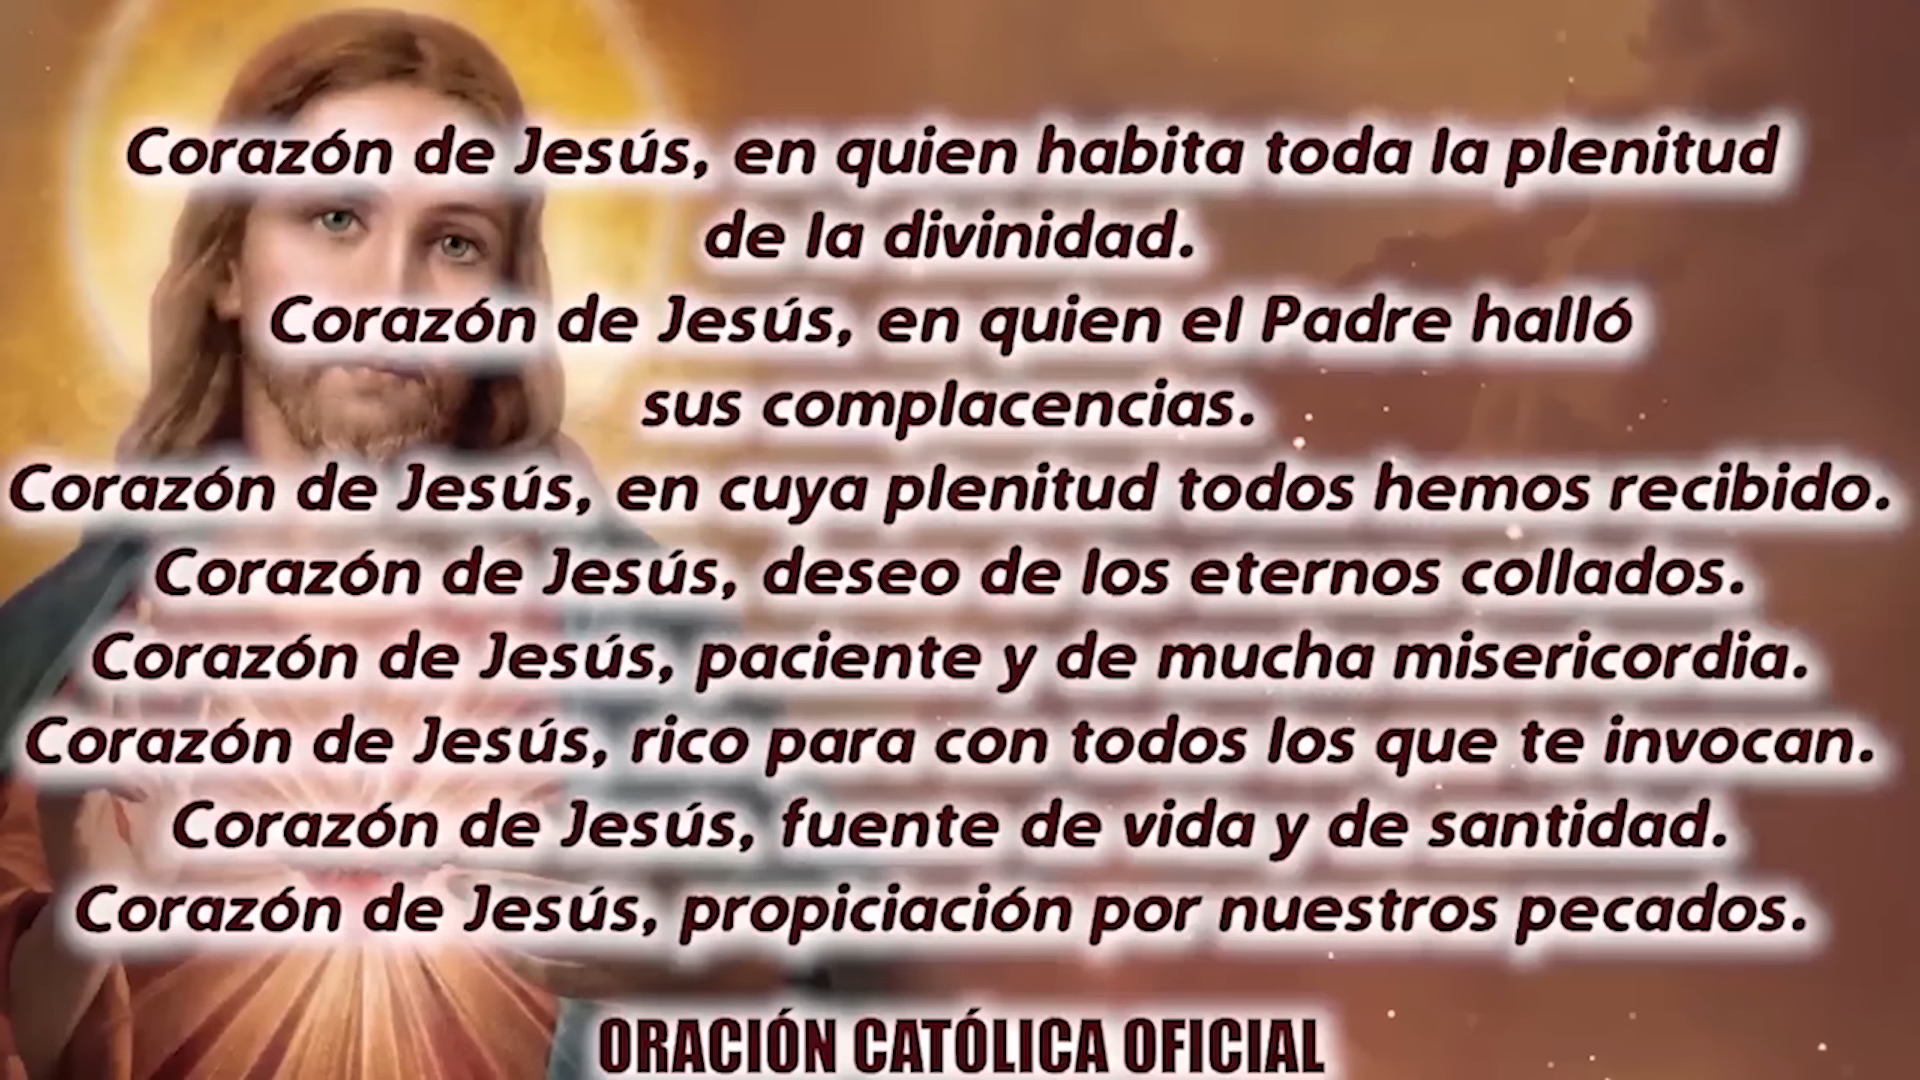 Corazón de Jesús, en quien habita toda la plenitud
de la divinidad.
Corazón de Jesús, en quien el Padre halló
sus complacencias.
Corazón de Jesús, en cuya plenitud todos hemos recibido.
Corazón de Jesús, deseo de los eternos collados.
Corazón de Jesús, paciente y de mucha misericordia.
Corazón de Jesús, rico para con todos los que te invocan.
Corazón de Jesús, fuente de vida y de santidad.
Corazón de Jesús, propiciación por nuestros pecados.
ORACIÓN CATÓLICA OFICIAL